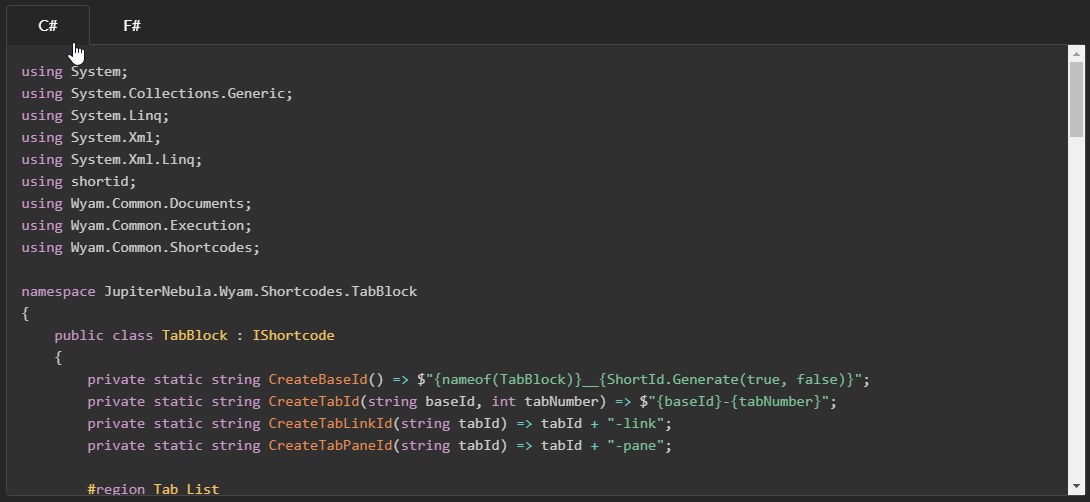 C# F#
using System;
using System.Collections.Generic;
using System.Linq;
using System.Xml;
using System.Xml.Linq;
using shortid;
using Wyam.Common.Documents;
using Wyam.Common.Execution;
using Wyam.Common.Shortcodes;

namespace JupiterNebula.Wyam.Shortcodes.TabBlock
{
    public class TabBlock : IShortcode
    {
        private static string CreateBaseId() => $"{nameof(TabBlock)}__{ShortId.Generate(true, false)}";
        private static string CreateTabId(string baseId, int tabNumber) => $"{baseId}-{tabNumber}";
        private static string CreateTabLinkId(string tabId) => tabId + "-link";
        private static string CreateTabPaneId(string tabId) => tabId + "-pane";

        #region Tab List